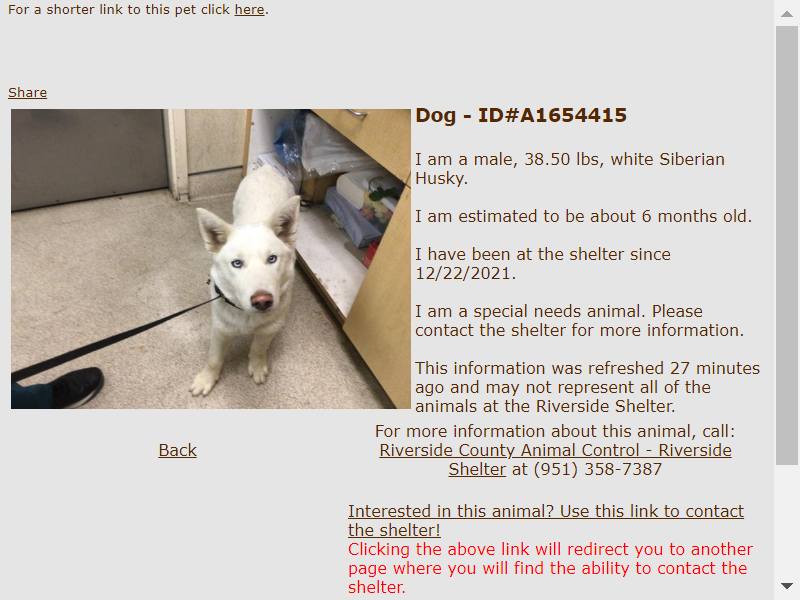 For a shorter link to this pet click here.
Share
Dog - ID#A1654415
I am a male, 38.50 lbs, white Siberian
Husky.
I am estimated to be about 6 months old.
I have been at the shelter since
12/22/2021.
I am a special needs animal. Please
contact the shelter for more information.
This information was refreshed 27 minutes
ago and may not represent all of the
animals at the Riverside Shelter.
Back
For more information about this animal, call:
Riverside County Animal Control - Riverside
Shelter at (951) 358-7387
Interested in this animal? Use this link to contact
the shelter!
Clicking the above link will redirect you to another
page where you will find the ability to contact the
shelter.